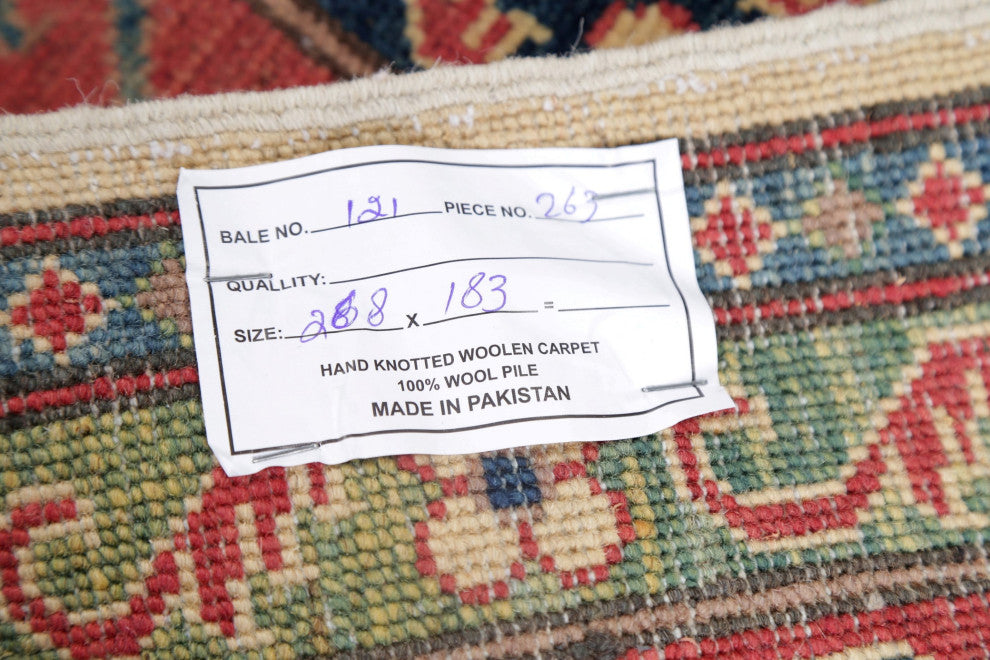 BALE NO. 121 PIECE NO. 263
QUALLITY:
SIZE: 268 X 183 =
HAND KNOTTED WOOLEN CARPET
100% WOOL PILE
MADE IN PAKISTAN